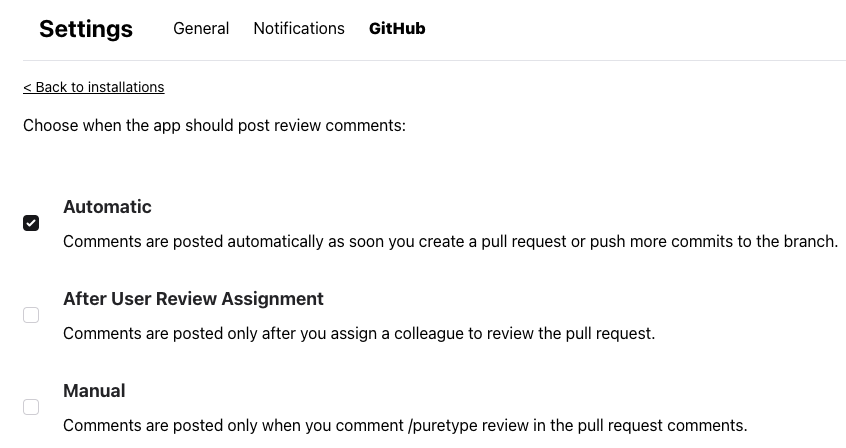 Settings General Notifications GitHub
< Back to installations
Choose when the app should post review comments:
Automatic
Comments are posted automatically as soon you create a pull request or push more commits to the branch.
After User Review Assignment
Comments are posted only after you assign a colleague to review the pull request.
Manual
Comments are posted only when you comment /puretype review in the pull request comments.